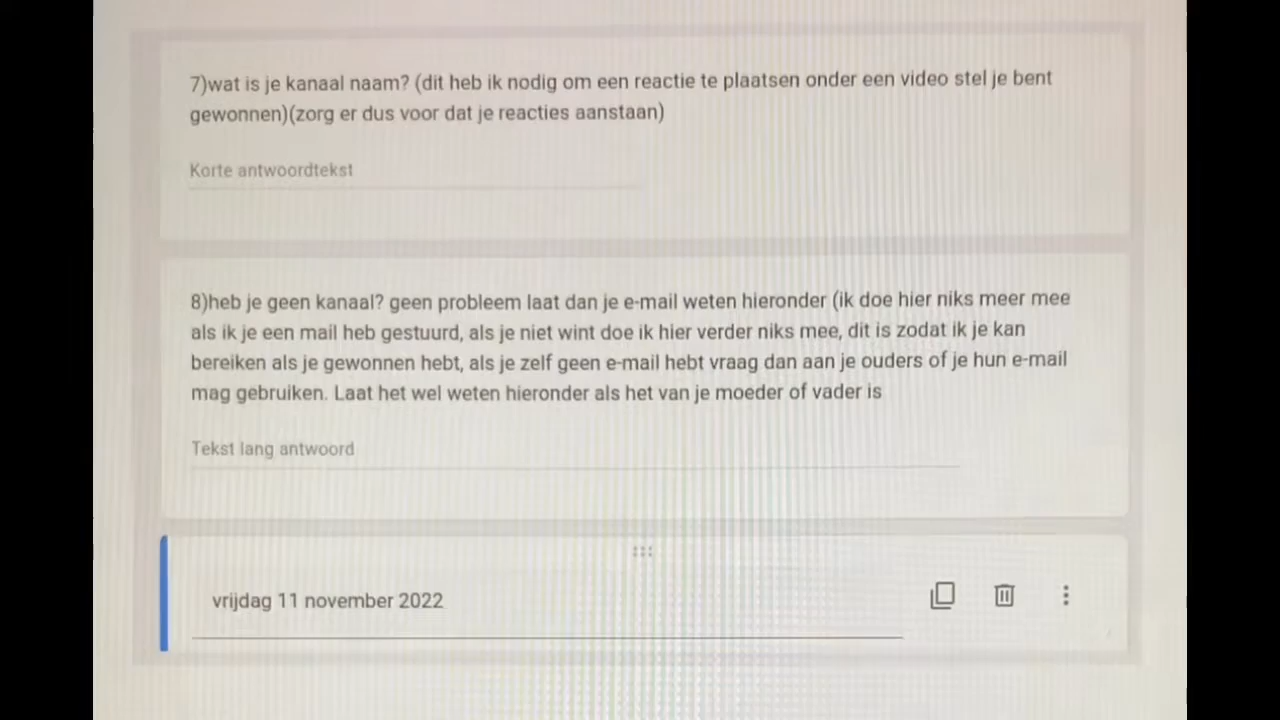 7)wat is je kanaal naam? (dit heb ik nodig om een reactie te plaatsen onder een video stel je bent
gewonnen)(zorg er dus voor dat je reacties aanstaan)
Korte antwoordtekst
8)heb je geen kanaal? geen probleem laat dan je e-mail weten hieronder (ik doe hier niks meer mee
als ik je een mail heb gestuurd, als je niet wint doe ik hier verder niks mee, dit is zodat ik je kan
bereiken als je gewonnen hebt, als je zelf geen e-mail hebt vraag dan aan je ouders of je hun e-mail
mag gebruiken. Laat het wel weten hieronder als het van je moeder of vader is
Tekst lang antwoord
vrijdag 11 november 2022